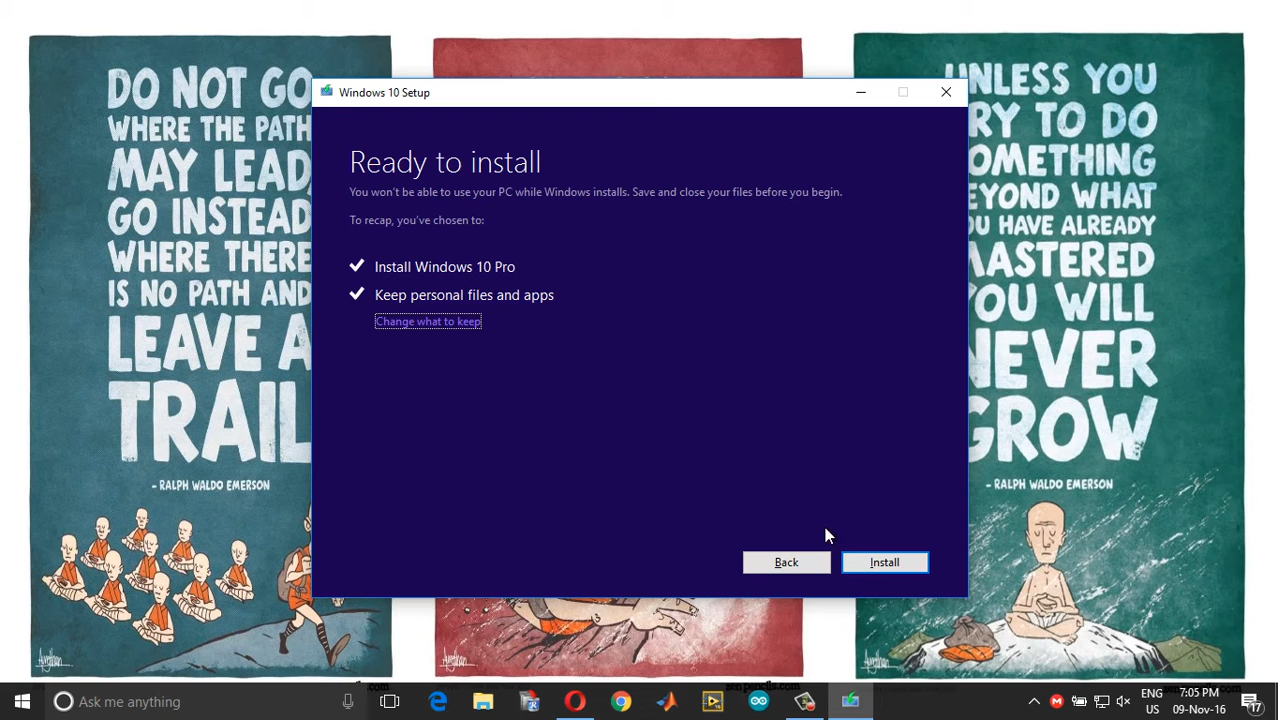 DO NOT GO
WHERE THE PATH
MAY LEAD,
GO INSTEAD
WHERE THERE
IS NO PATH AND
LEAVE A
TRAIL
- RALPH WALDO EMERSON
UNLESS YOU
TRY TO DO
SOMETHING
BEYOND WHAT
YOU HAVE ALREADY
MASTERED
YOU WILL
NEVER
GROW
- RALPH WALDO EMERSON
Windows 10 Setup
Ready to install
You won't be able to use your PC while Windows installs. Save and close your files before you begin.
To recap, you've chosen to:
Install Windows 10 Pro
Keep personal files and apps
Change what to keep
Back
Install
Ask me anything
ENG
US
7:05 PM
09-Nov-16
17